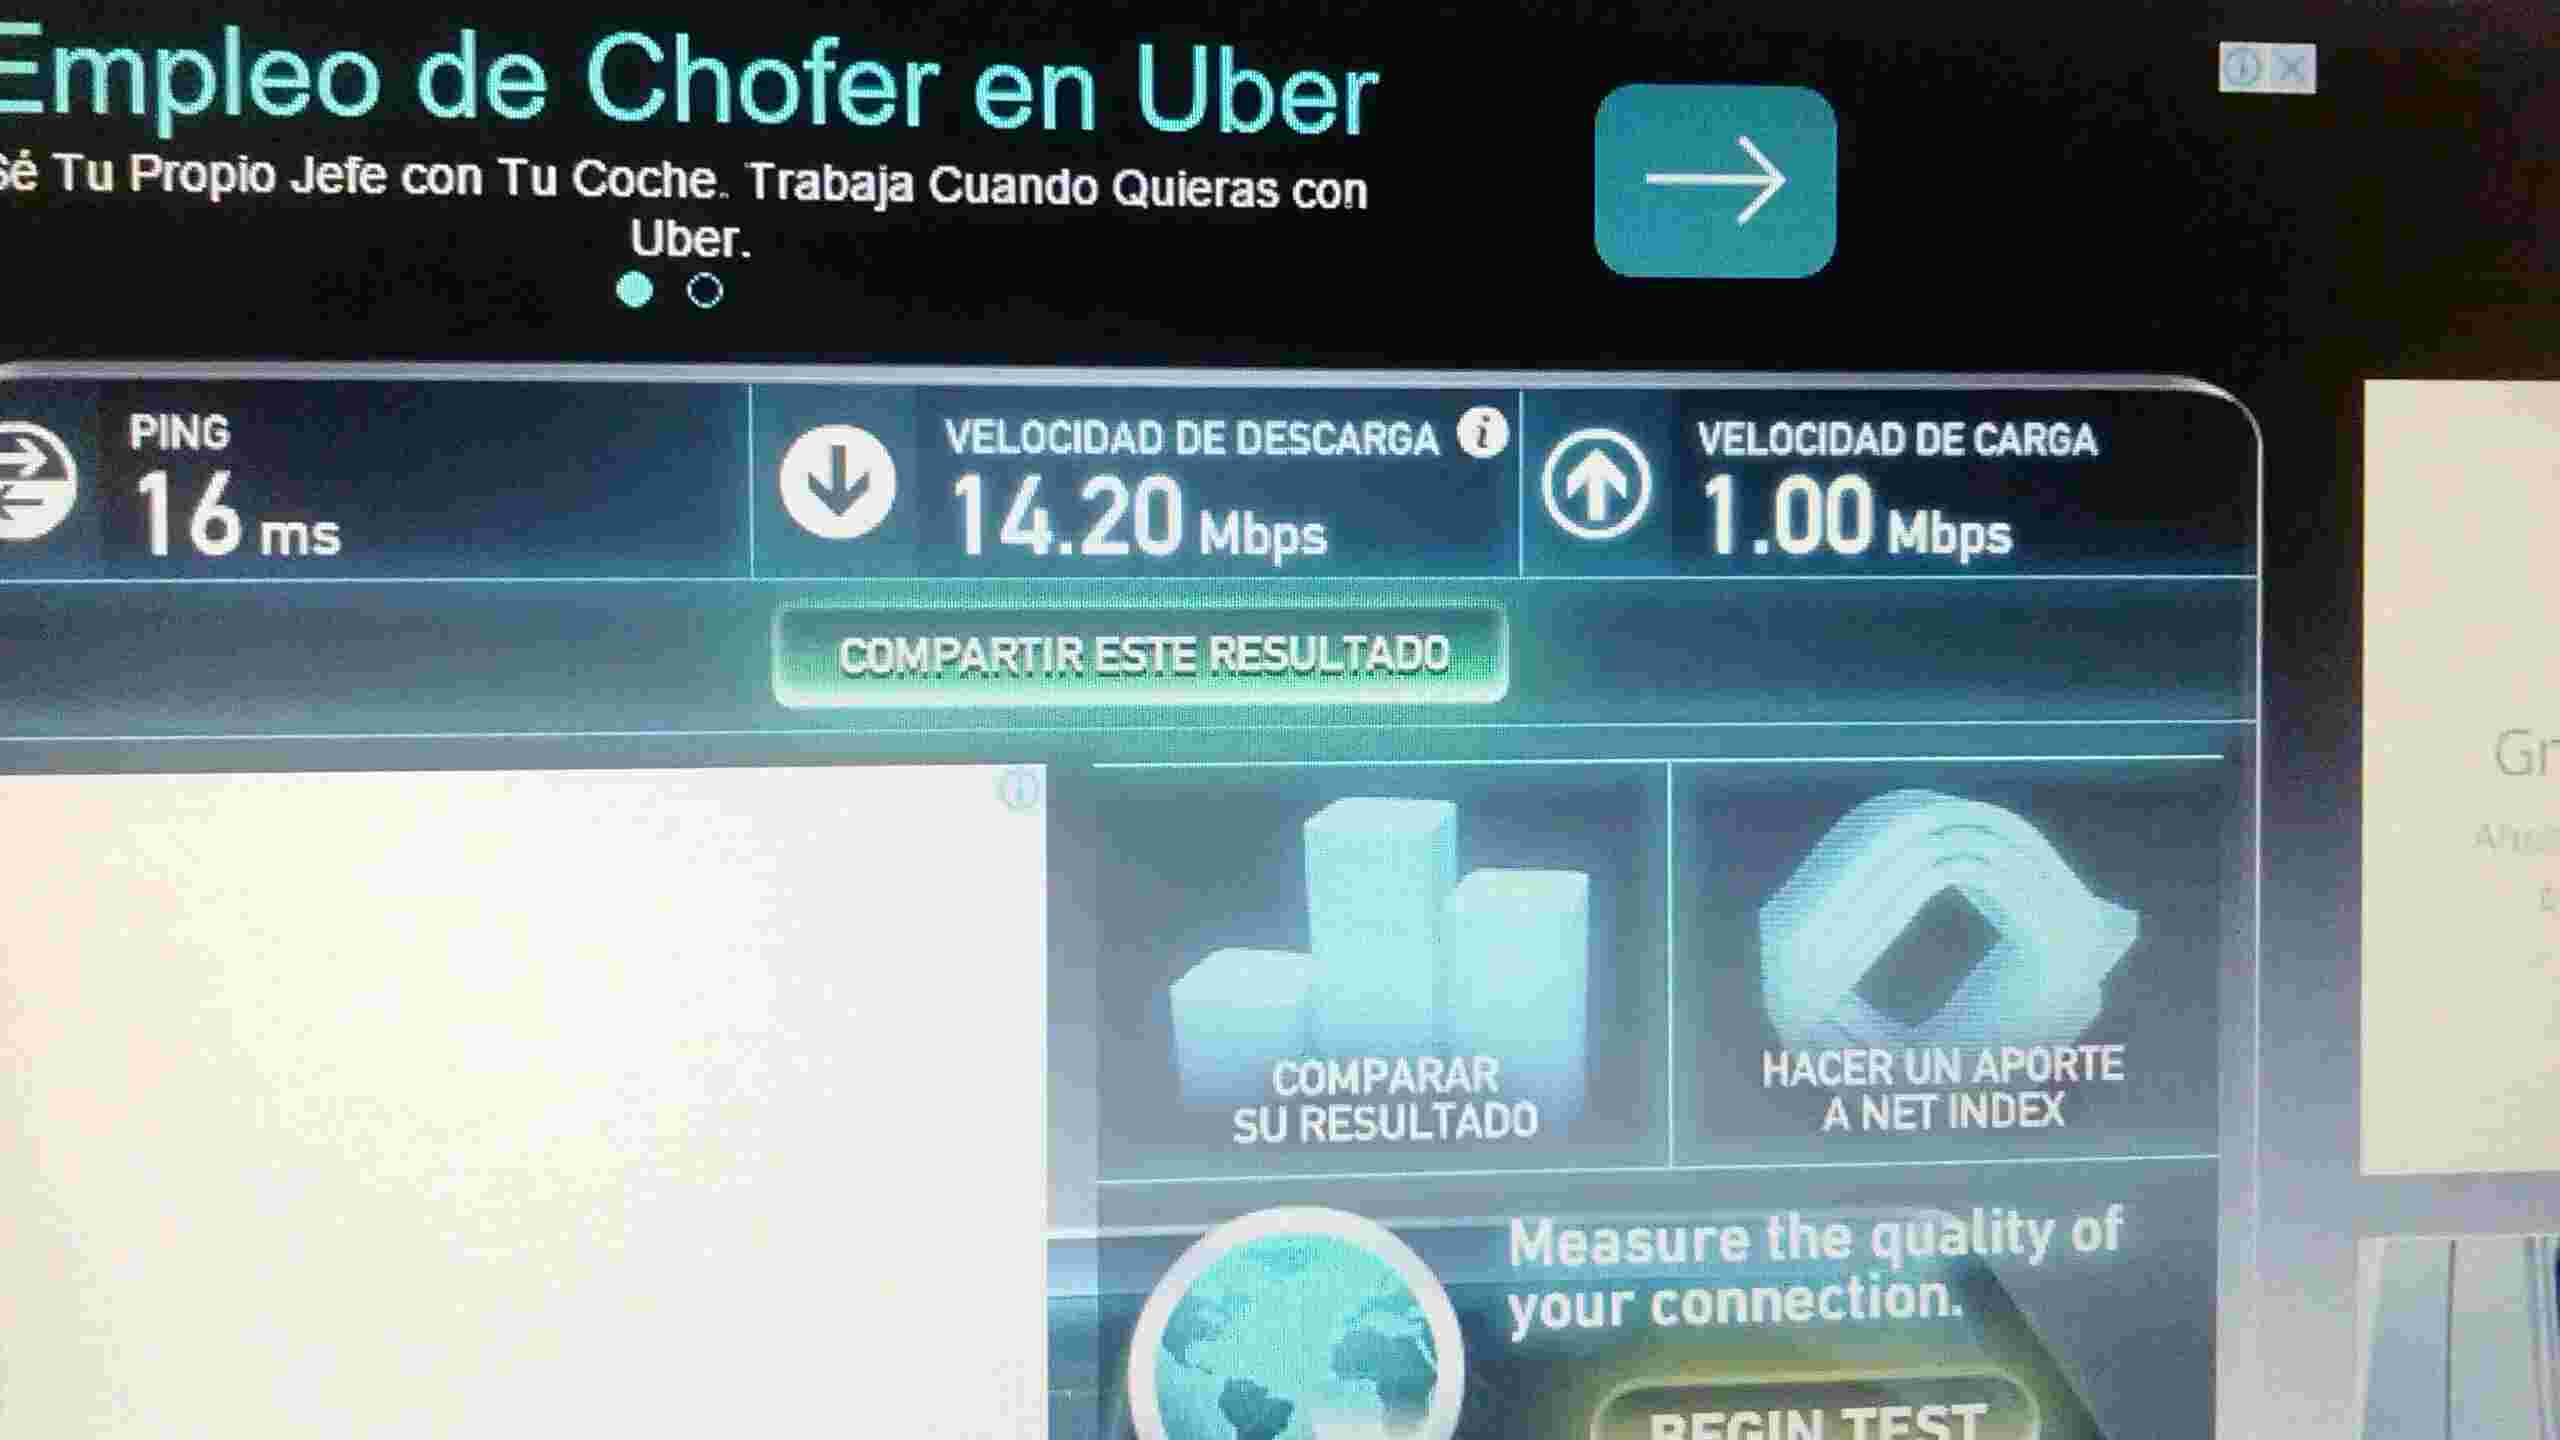 Empleo de Chofer en Uber
Sé Tu Propio Jefe con Tu Coche. Trabaja Cuando Quieras con
Uber.
PING
16 ms
VELOCIDAD DE DESCARGA
14.20 Mbps
VELOCIDAD DE CARGA
1.00 Mbps
COMPARTIR ESTE RESULTADO
COMPARAR
SU RESULTADO
HACER UN APORTE
A NET INDEX
Measure the quality of
your connection.
BEGIN TEST